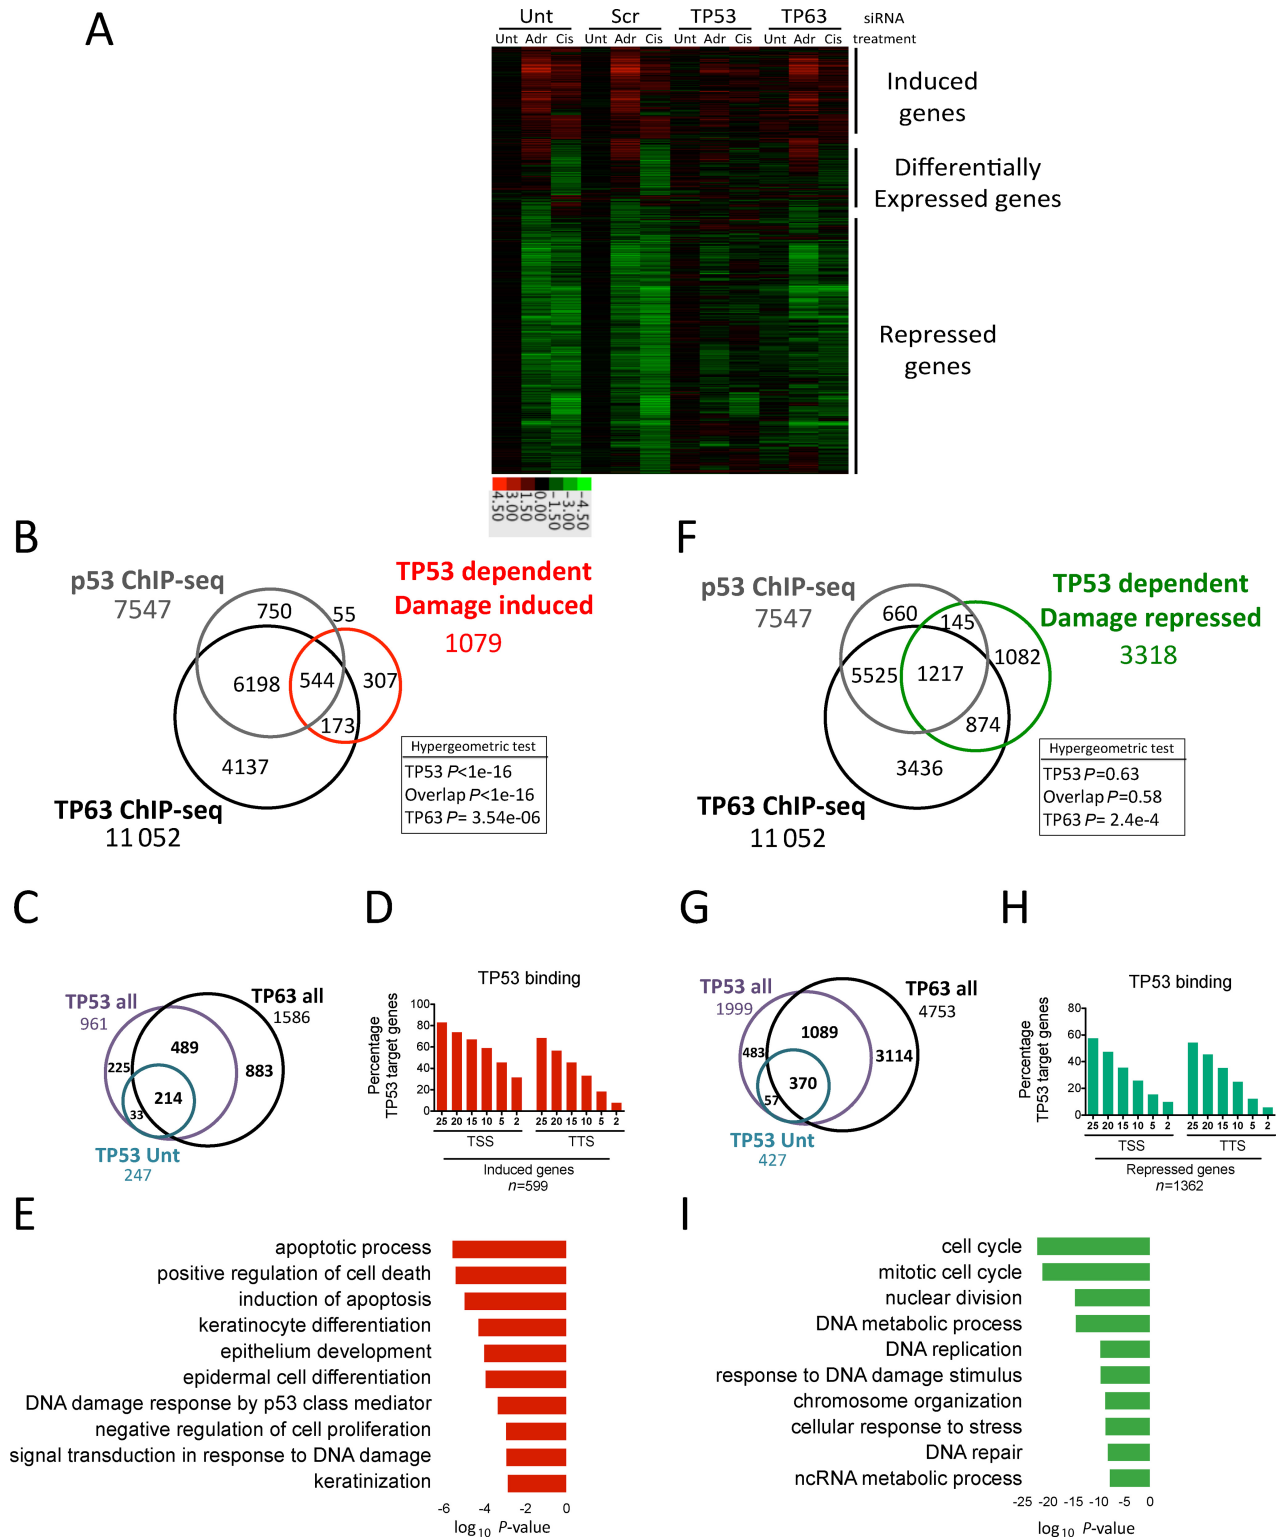 A
Unt Scr TP53 TP63 siRNA
Unt Adr Cis Unt Adr Cis Unt Adr Cis Unt Adr Cis treatment
Induced
genes
Differentially
Expressed genes
Repressed
genes
4.50 3.00 1.50 0.00 -1.50 -3.00 -4.50
B
p53 ChIP-seq
7547
TP53 dependent
Damage induced
1079
750
55
6198
544
307
173
4137
TP63 ChIP-seq
11 052
Hypergeometric test
TP53 P<1e-16
Overlap P<1e-16
TP63 P= 3.54e-06
F
p53 ChIP-seq
7547
TP53 dependent
Damage repressed
3318
660
145
5525
1217
1082
874
3436
TP63 ChIP-seq
11 052
Hypergeometric test
TP53 P=0.63
Overlap P=0.58
TP63 P= 2.4e-4
C
TP53 all
961
TP63 all
1586
489
225
883
214
33
TP53 Unt
247
D
TP53 binding
Percentage
TP53 target genes
100
80
60
40
20
0
25 20 15 10 5 2 25 20 15 10 5 2
TSS TTS
Induced genes
n=599
G
TP53 all
1999
TP63 all
4753
1089
483
3114
370
57
TP53 Unt
427
H
TP53 binding
Percentage
TP53 target genes
80
60
40
20
0
25 20 15 10 5 2 25 20 15 10 5 2
TSS TTS
Repressed genes
n=1362
E
apoptotic process
positive regulation of cell death
induction of apoptosis
keratinocyte differentiation
epithelium development
epidermal cell differentiation
DNA damage response by p53 class mediator
negative regulation of cell proliferation
signal transduction in response to DNA damage
keratinization
-6 -4 -2 0
log10 P-value
I
cell cycle
mitotic cell cycle
nuclear division
DNA metabolic process
DNA replication
response to DNA damage stimulus
chromosome organization
cellular response to stress
DNA repair
ncRNA metabolic process
-25 -20 -15 -10 -5 0
log10 P-value